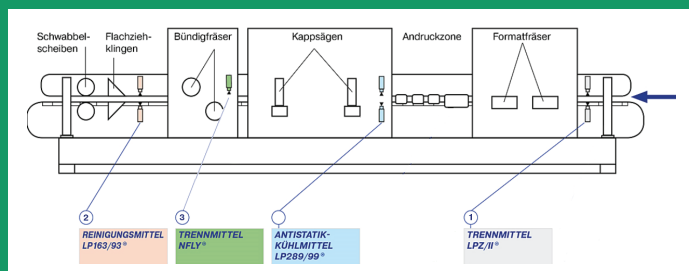 Schwabbel-
scheiben
Flachzieh-
klingen
Bündigfräser
Kappsägen
Andruckzone
Formatfräser
2
REINIGUNGSMITTEL
LP163/93®
3
TRENNMITTEL
NFLY®
ANTISTATIK-
KÜHLMITTEL
LP289/99®
1
TRENNMITTEL
LPZ/II®